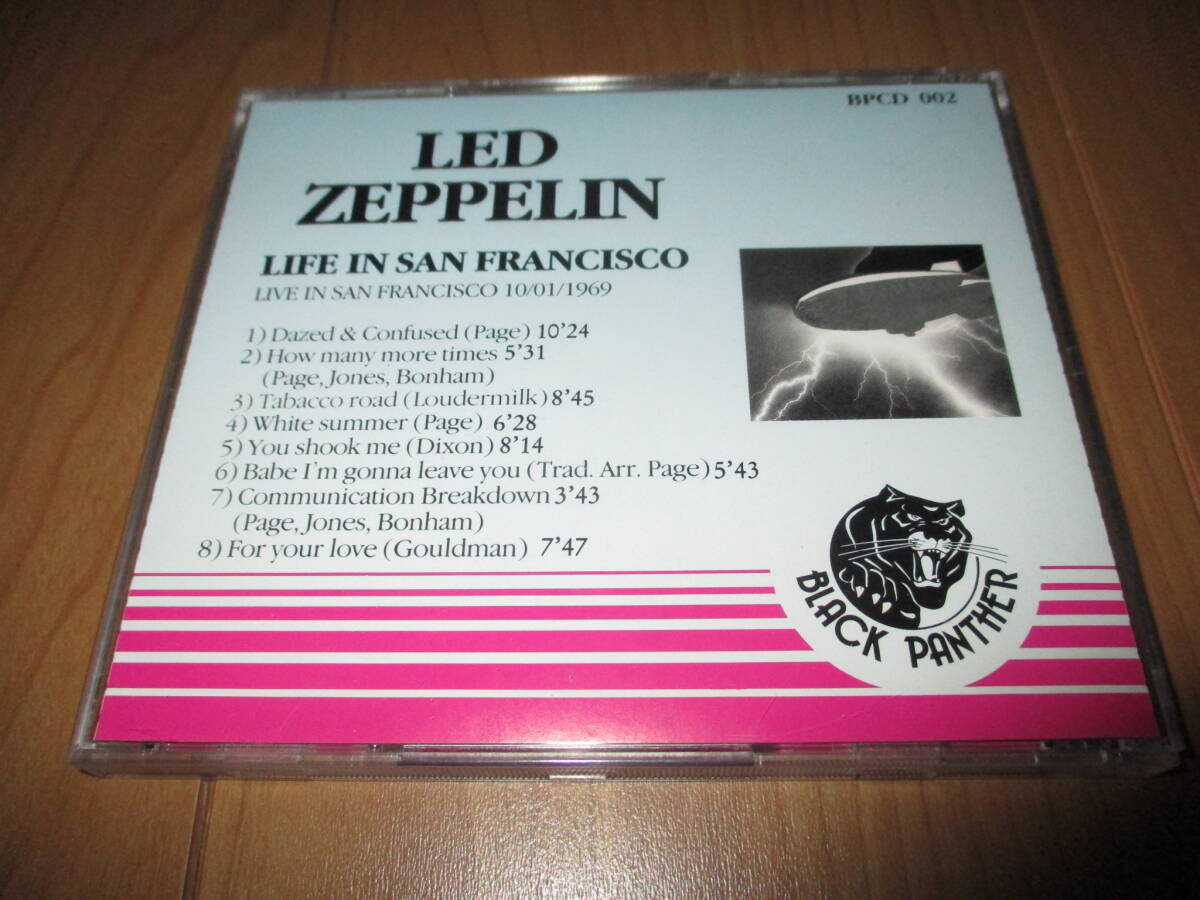 BPCD 002
LED
ZEPPELIN
LIFE IN SAN FRANCISCO
LIVE IN SAN FRANCISCO 10/01/1969
1) Dazed & Confused (Page) 10'24
2) How many more times 5'31
(Page, Jones, Bonham)
3) Tabacco road (Loudermilk) 8'45
4) White summer (Page) 6'28
5) You shook me (Dixon) 8'14
6) Babe I'm gonna leave you (Trad. Arr. Page) 5'43
7) Communication Breakdown 3'43
(Page, Jones, Bonham)
8) For your love (Gouldman) 7'47
BLACK PANTHER